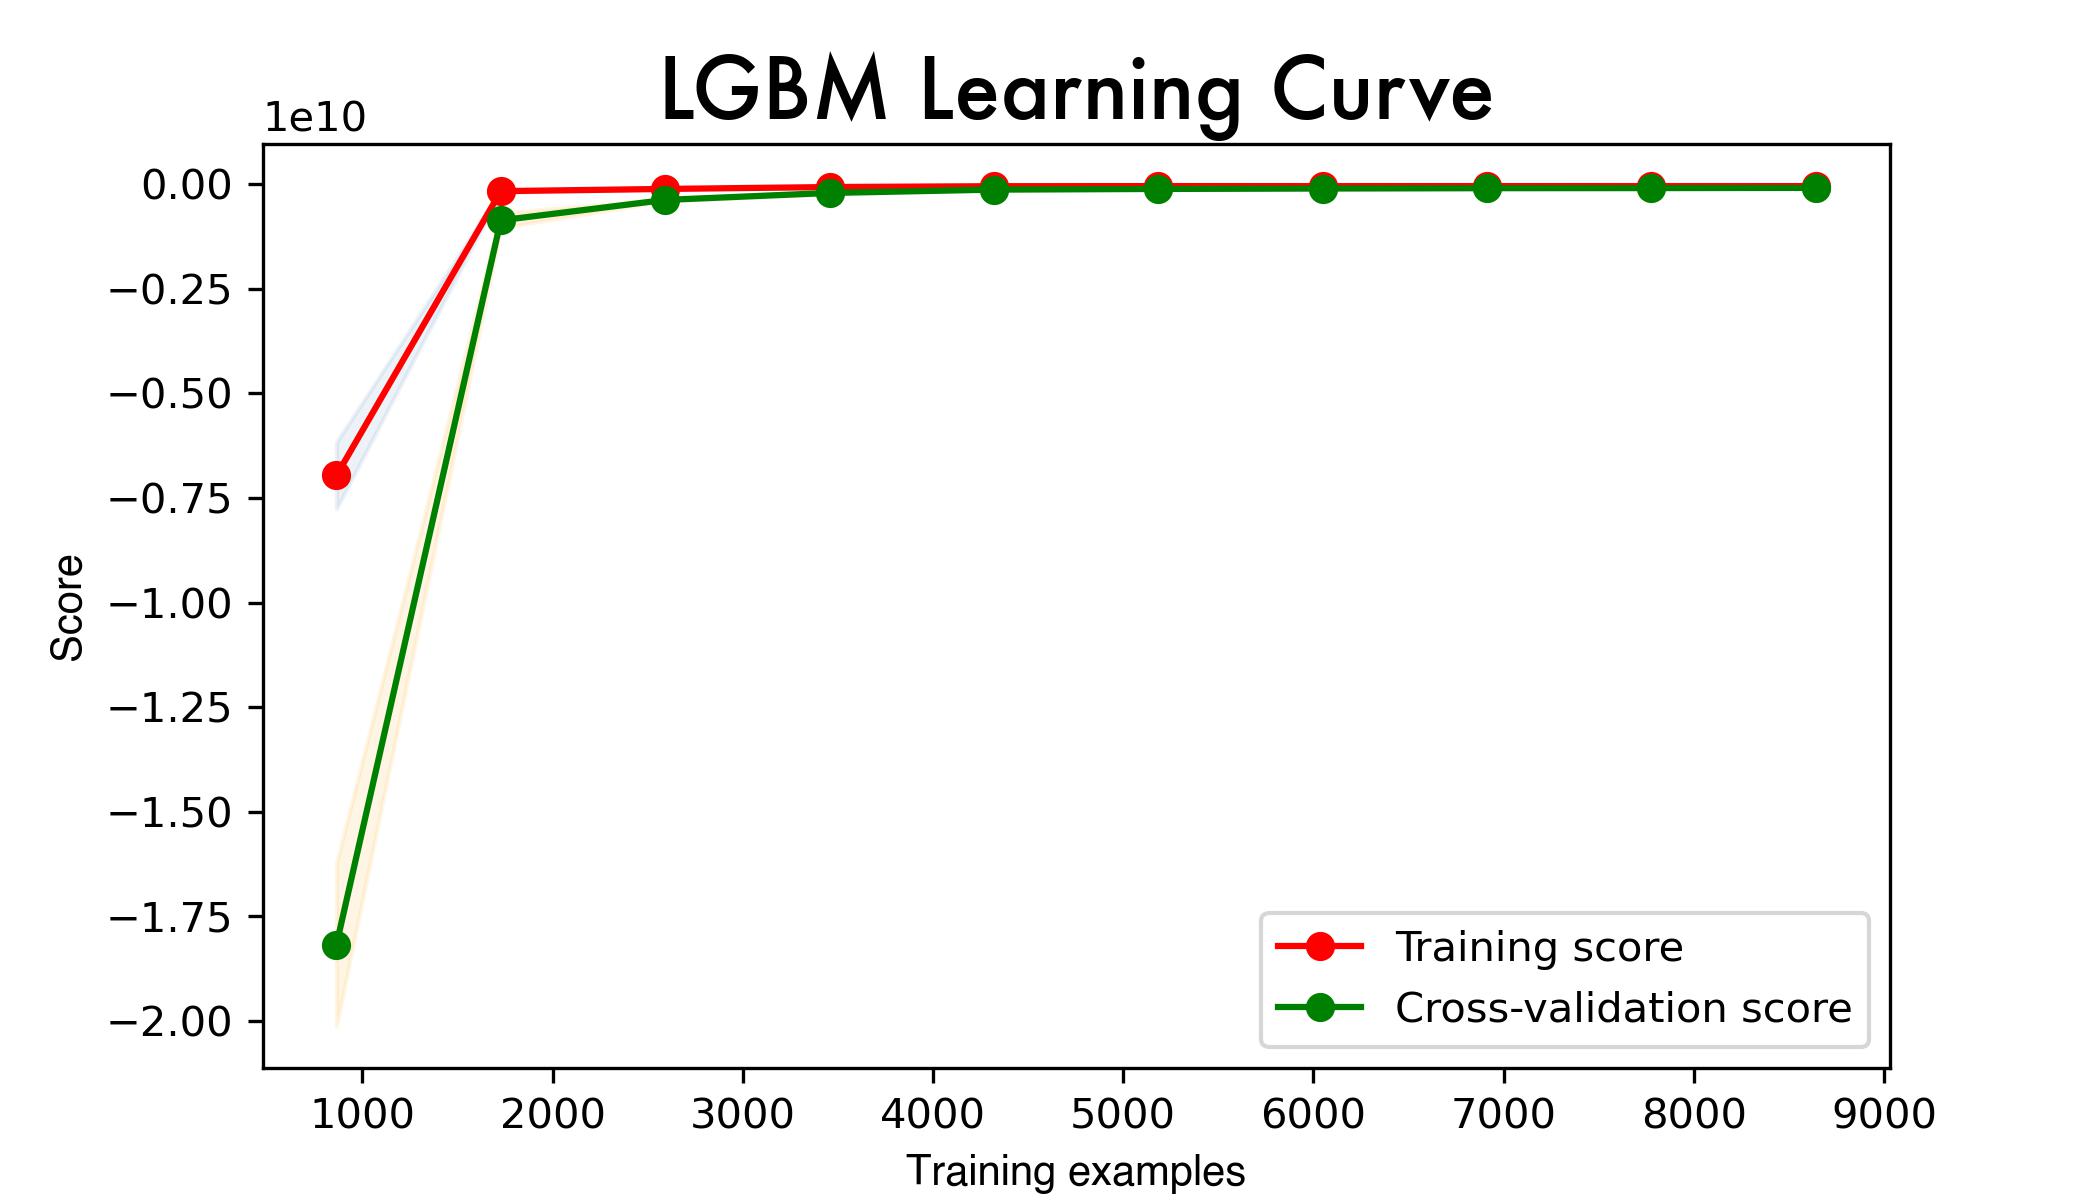 LGBM Learning Curve
1e10
0.00
−0.25
−0.50
−0.75
−1.00
−1.25
−1.50
−1.75
−2.00
Score
Training score
Cross-validation score
1000 2000 3000 4000 5000 6000 7000 8000 9000
Training examples